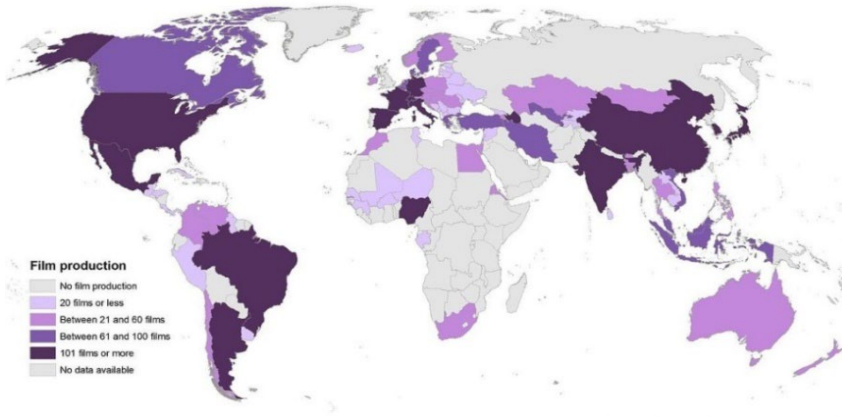 Film production
No film production
20 films or less
Between 21 and 60 films
Between 61 and 100 films
101 films or more
No data available